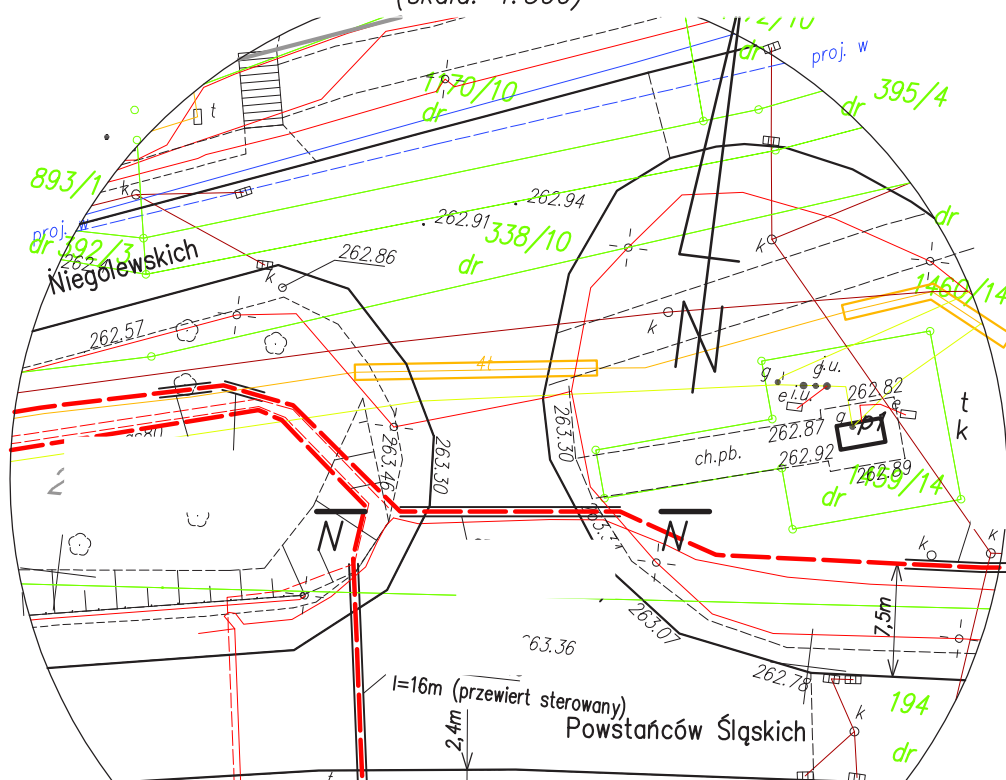 (skala: 1:500)
proj. w
1170/10
dr
dr
t
395/4
dr
893/1
k
262.94
262.91
dr
proj. w
dr 392/3
338/10
k
Niegolewskich
262.86
dr
k
1460/14
k
N
262.57
4t
g
g.u.
e i.u.
262.82
e
t
k
g
pr
262.87
263.30
263.46
263.30
ch.pb.
262.92
262.89
1459/14
dr
N
N
k
k
7,5m
263.07
263.36
262.78
l=16m (przewiert sterowany)
194
2,4m
Powstańców Śląskich
k
dr